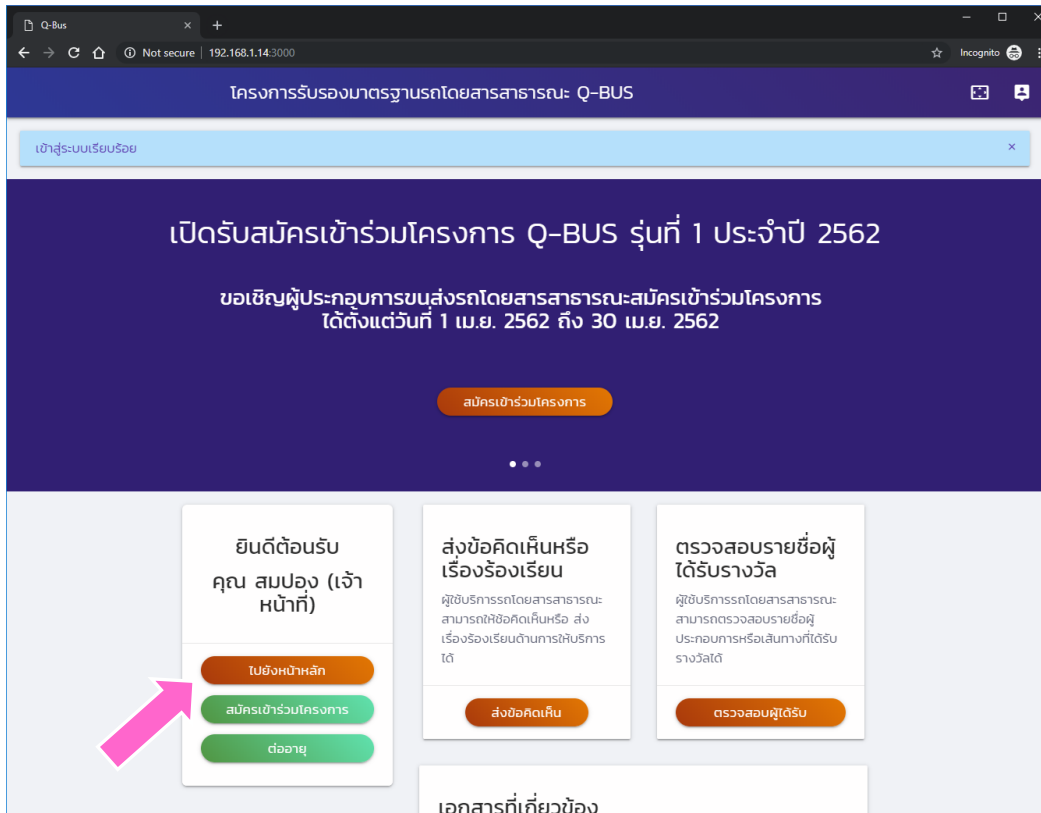 Q-Bus
Not secure 192.168.1.14:3000
Incognito
โครงการรับรองมาตรฐานรถโดยสารสาธารณะ Q-BUS
เข้าสู่ระบบเรียบร้อย
เปิดรับสมัครเข้าร่วมโครงการ Q-BUS รุ่นที่ 1 ประจำปี 2562
ขอเชิญผู้ประกอบการขนส่งรถโดยสารสาธารณะสมัครเข้าร่วมโครงการ
ได้ตั้งแต่วันที่ 1 เม.ย. 2562 ถึง 30 เม.ย. 2562
สมัครเข้าร่วมโครงการ
ยินดีต้อนรับ
คุณ สมปอง (เจ้า
หน้าที่)
ไปยังหน้าหลัก
สมัครเข้าร่วมโครงการ
ต่ออายุ
ส่งข้อคิดเห็นหรือ
เรื่องร้องเรียน
ผู้ใช้บริการรถโดยสารสาธารณะ
สามารถให้ข้อคิดเห็นหรือ ส่ง
เรื่องร้องเรียนด้านการให้บริการ
ได้
ส่งข้อคิดเห็น
ตรวจสอบรายชื่อผู้
ได้รับรางวัล
ผู้ใช้บริการรถโดยสารสาธารณะ
สามารถตรวจสอบรายชื่อผู้
ประกอบการหรือเส้นทางที่ได้รับ
รางวัลได้
ตรวจสอบผู้ได้รับ
เอกสารที่เกี่ยวข้อง